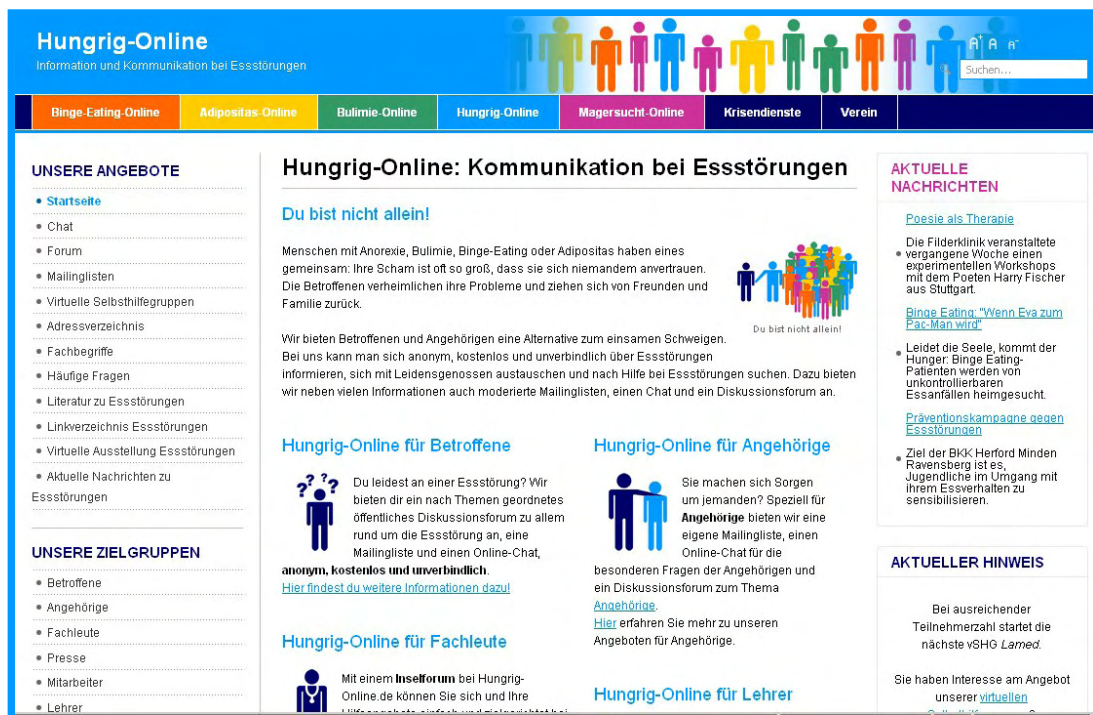 Hungrig-Online
Information und Kommunikation bei Essstörungen
A+ A A-
Suchen...
Binge-Eating-Online Adipositas-Online Bulimie-Online Hungrig-Online Magersucht-Online Krisendienste Verein
UNSERE ANGEBOTE
Startseite
Chat
Forum
Mailinglisten
Virtuelle Selbsthilfegruppen
Adressverzeichnis
Fachbegriffe
Häufige Fragen
Literatur zu Essstörungen
Linkverzeichnis Essstörungen
Virtuelle Ausstellung Essstörungen
Aktuelle Nachrichten zu
Essstörungen
UNSERE ZIELGRUPPEN
Betroffene
Angehörige
Fachleute
Presse
Mitarbeiter
Lehrer
Hungrig-Online: Kommunikation bei Essstörungen
Du bist nicht allein!
Menschen mit Anorexie, Bulimie, Binge-Eating oder Adipositas haben eines
gemeinsam: Ihre Scham ist oft so groß, dass sie sich niemandem anvertrauen.
Die Betroffenen verheimlichen ihre Probleme und ziehen sich von Freunden und
Familie zurück.
Du bist nicht allein!
Wir bieten Betroffenen und Angehörigen eine Alternative zum einsamen Schweigen.
Bei uns kann man sich anonym, kostenlos und unverbindlich über Essstörungen
informieren, sich mit Leidensgenossen austauschen und nach Hilfe bei Essstörungen suchen. Dazu bieten
wir neben vielen Informationen auch moderierte Mailinglisten, einen Chat und ein Diskussionsforum an.
Hungrig-Online für Betroffene
???
Du leidest an einer Essstörung? Wir
bieten dir ein nach Themen geordnetes
öffentliches Diskussionsforum zu allem
rund um die Essstörung an, eine
Mailingliste und einen Online-Chat,
anonym, kostenlos und unverbindlich.
Hier findest du weitere Informationen dazu!
Hungrig-Online für Fachleute
Mit einem Inselforum bei Hungrig-
Online.de können Sie sich und Ihre
Hungrig-Online für Angehörige
Sie machen sich Sorgen
um jemanden? Speziell für
Angehörige bieten wir eine
eigene Mailingliste, einen
Online-Chat für die
besonderen Fragen der Angehörigen und
ein Diskussionsforum zum Thema
Angehörige.
Hier erfahren Sie mehr zu unseren
Angeboten für Angehörige.
Hungrig-Online für Lehrer
AKTUELLE
NACHRICHTEN
Poesie als Therapie
Die Filderklinik veranstaltete
vergangene Woche einen
experimentellen Workshops
mit dem Poeten Harry Fischer
aus Stuttgart.
Binge Eating: "Wenn Eva zum
Pac-Man wird"
Leidet die Seele, kommt der
Hunger: Binge Eating-
Patienten werden von
unkontrollierbaren
Essanfällen heimgesucht.
Präventionskampagne gegen
Essstörungen
Ziel der BKK Herford Minden
Ravensberg ist es,
Jugendliche im Umgang mit
ihrem Essverhalten zu
sensibilisieren.
AKTUELLER HINWEIS
Bei ausreichender
Teilnehmerzahl startet die
nächste vSHG Lamed.
Sie haben Interesse am Angebot
unserer virtuellen